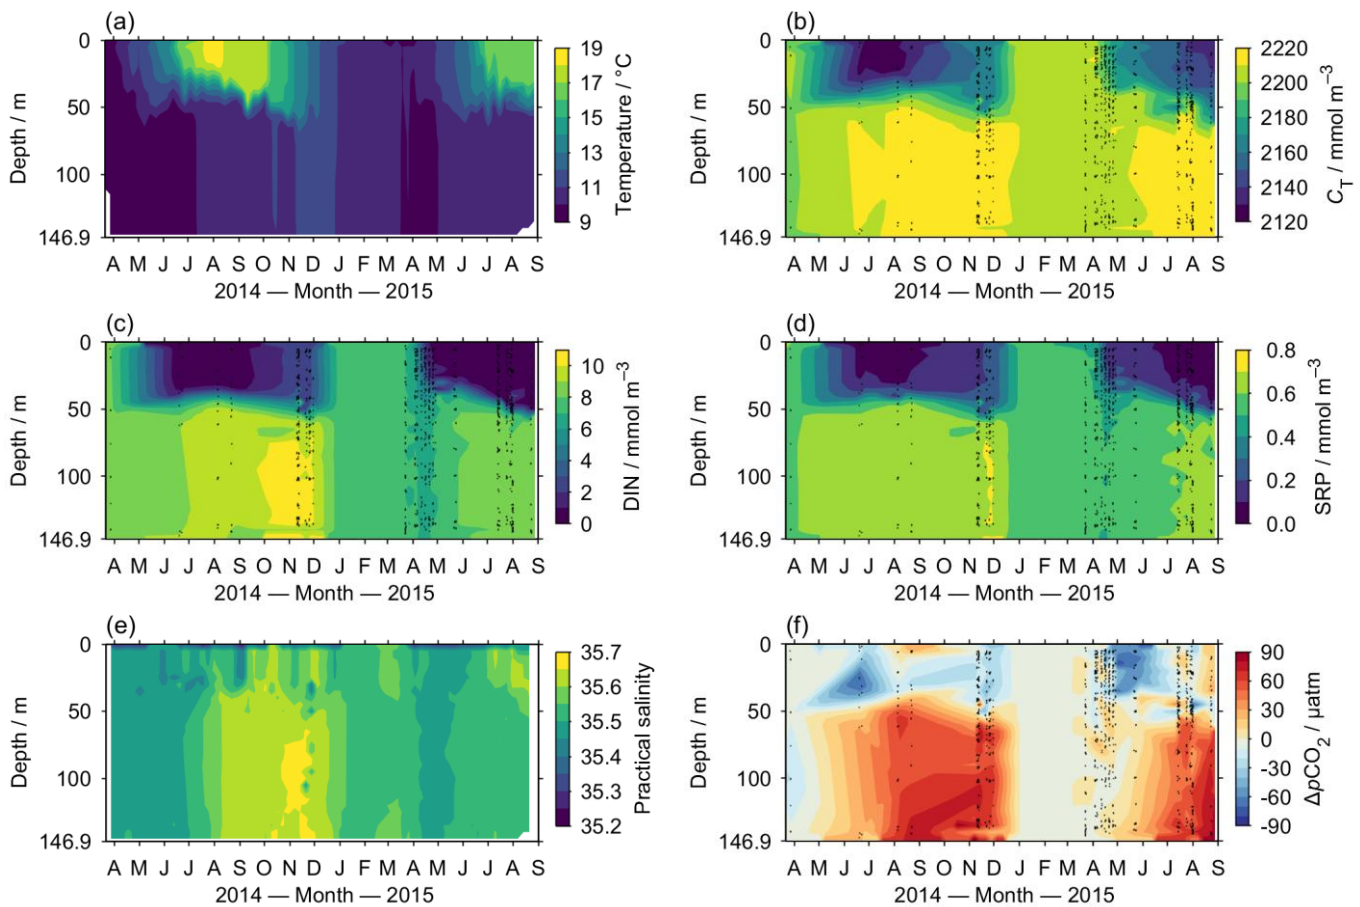 (a)
0
50
100
146.9
Depth / m
A M J J A S O N D J F M A M J J A S
2014 — Month — 2015
19
17
15
13
11
9
Temperature / °C
(b)
0
50
100
146.9
Depth / m
A M J J A S O N D J F M A M J J A S
2014 — Month — 2015
2220
2200
2180
2160
2140
2120
C_T / mmol m⁻³
(c)
0
50
100
146.9
Depth / m
A M J J A S O N D J F M A M J J A S
2014 — Month — 2015
10
8
6
4
2
0
DIN / mmol m⁻³
(d)
0
50
100
146.9
Depth / m
A M J J A S O N D J F M A M J J A S
2014 — Month — 2015
0.8
0.6
0.4
0.2
0.0
SRP / mmol m⁻³
(e)
0
50
100
146.9
Depth / m
A M J J A S O N D J F M A M J J A S
2014 — Month — 2015
35.7
35.6
35.5
35.4
35.3
35.2
Practical salinity
(f)
0
50
100
146.9
Depth / m
A M J J A S O N D J F M A M J J A S
2014 — Month — 2015
90
60
30
0
-30
-60
-90
ΔpCO₂ / µatm